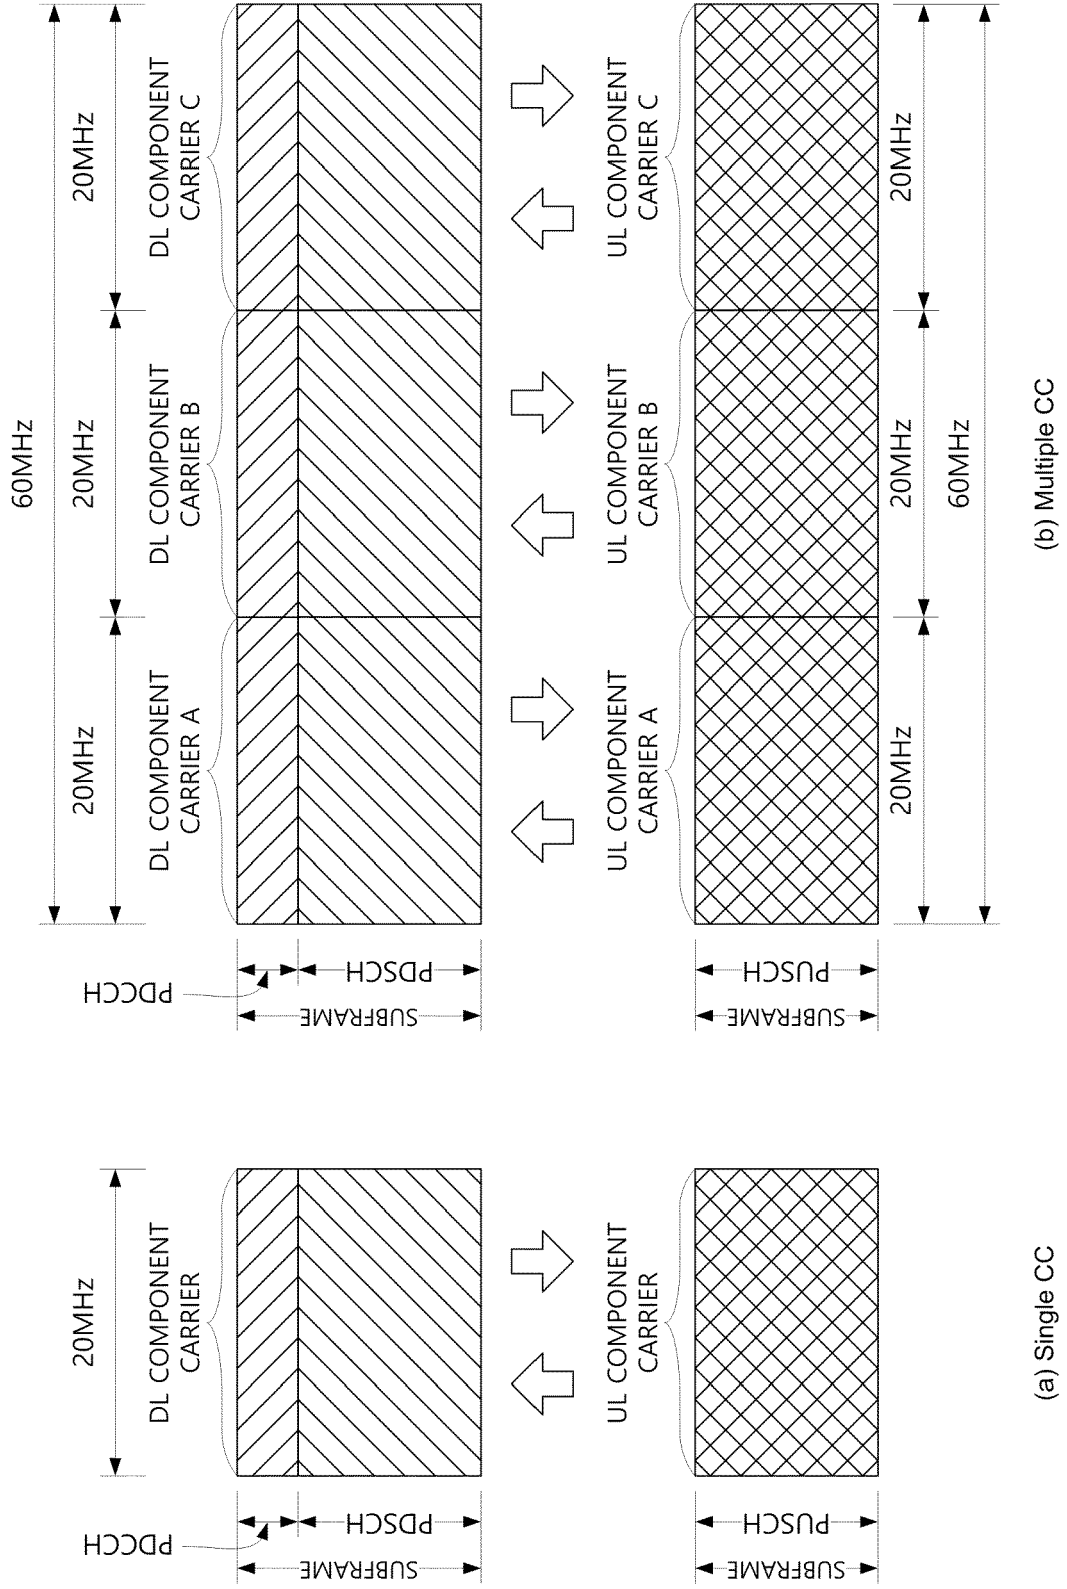 PDCCH
SUBFRAME
PDSCH
20MHz
DL COMPONENT
CARRIER
UL COMPONENT
CARRIER
SUBFRAME
PUSCH
(a) Single CC
PDCCH
SUBFRAME
PDSCH
60MHz
20MHz
20MHz
20MHz
DL COMPONENT
CARRIER A
DL COMPONENT
CARRIER B
DL COMPONENT
CARRIER C
UL COMPONENT
CARRIER A
UL COMPONENT
CARRIER B
UL COMPONENT
CARRIER C
SUBFRAME
PUSCH
20MHz
20MHz
20MHz
60MHz
(b) Multiple CC